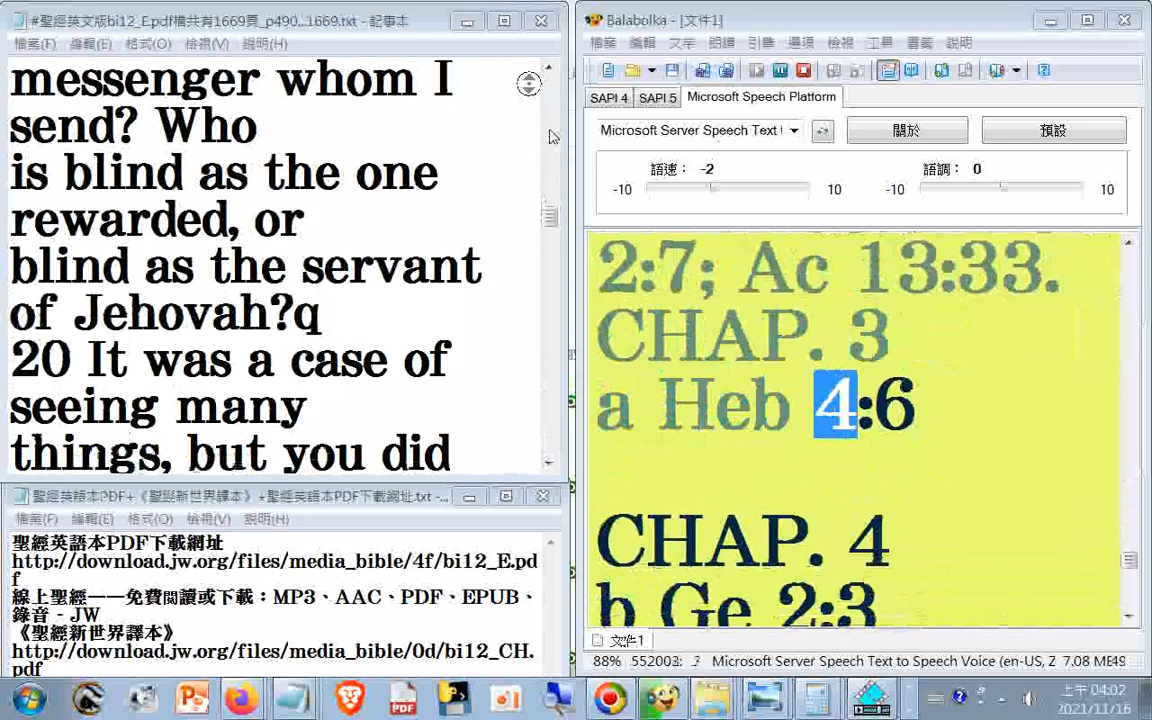 #聖經英文版bi12_E.pdf檔共有1669頁_p490...1669.txt - 記事本
檔案(F) 編輯(E) 格式(O) 檢視(V) 說明(H)
messenger whom I
send? Who
is blind as the one
rewarded, or
blind as the servant
of Jehovah?q
20 It was a case of
seeing many
things, but you did
聖經英語本PDF+《聖經新世界譯本》+聖經英語本PDF下載網址.txt - ...
檔案(F) 編輯(E) 格式(O) 檢視(V) 說明(H)
聖經英語本PDF下載網址
http://download.jw.org/files/media_bible/4f/bi12_E.pd
f
線上聖經——免費閱讀或下載：MP3、AAC、PDF、EPUB、
錄音 - JW
《聖經新世界譯本》
http://download.jw.org/files/media_bible/0d/bi12_CH.
pdf
Balabolka - [文件1]
檔案 編輯 文字 朗讀 引擎 選項 檢視 工具 書籤 說明
SAPI 4 SAPI 5 Microsoft Speech Platform
Microsoft Server Speech Text 關於 預設
語速： -2 語調： 0
-10 10 -10 10
2:7; Ac 13:33.
CHAP. 3
a Heb 4:6
CHAP. 4
b Ge 2:3
文件1
88% 552003: 3 Microsoft Server Speech Text to Speech Voice (en-US, Z 7.08 ME49
上午 04:02
2021/11/16